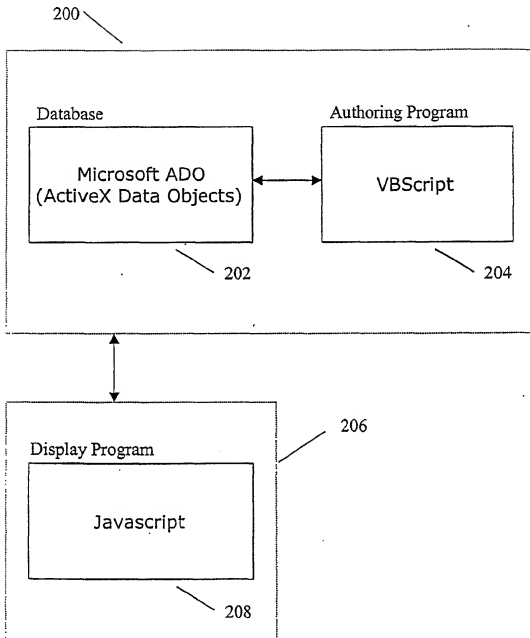 200
Database
Authoring Program
Microsoft ADO
(ActiveX Data Objects)
VBScript
202
204
206
Display Program
Javascript
208